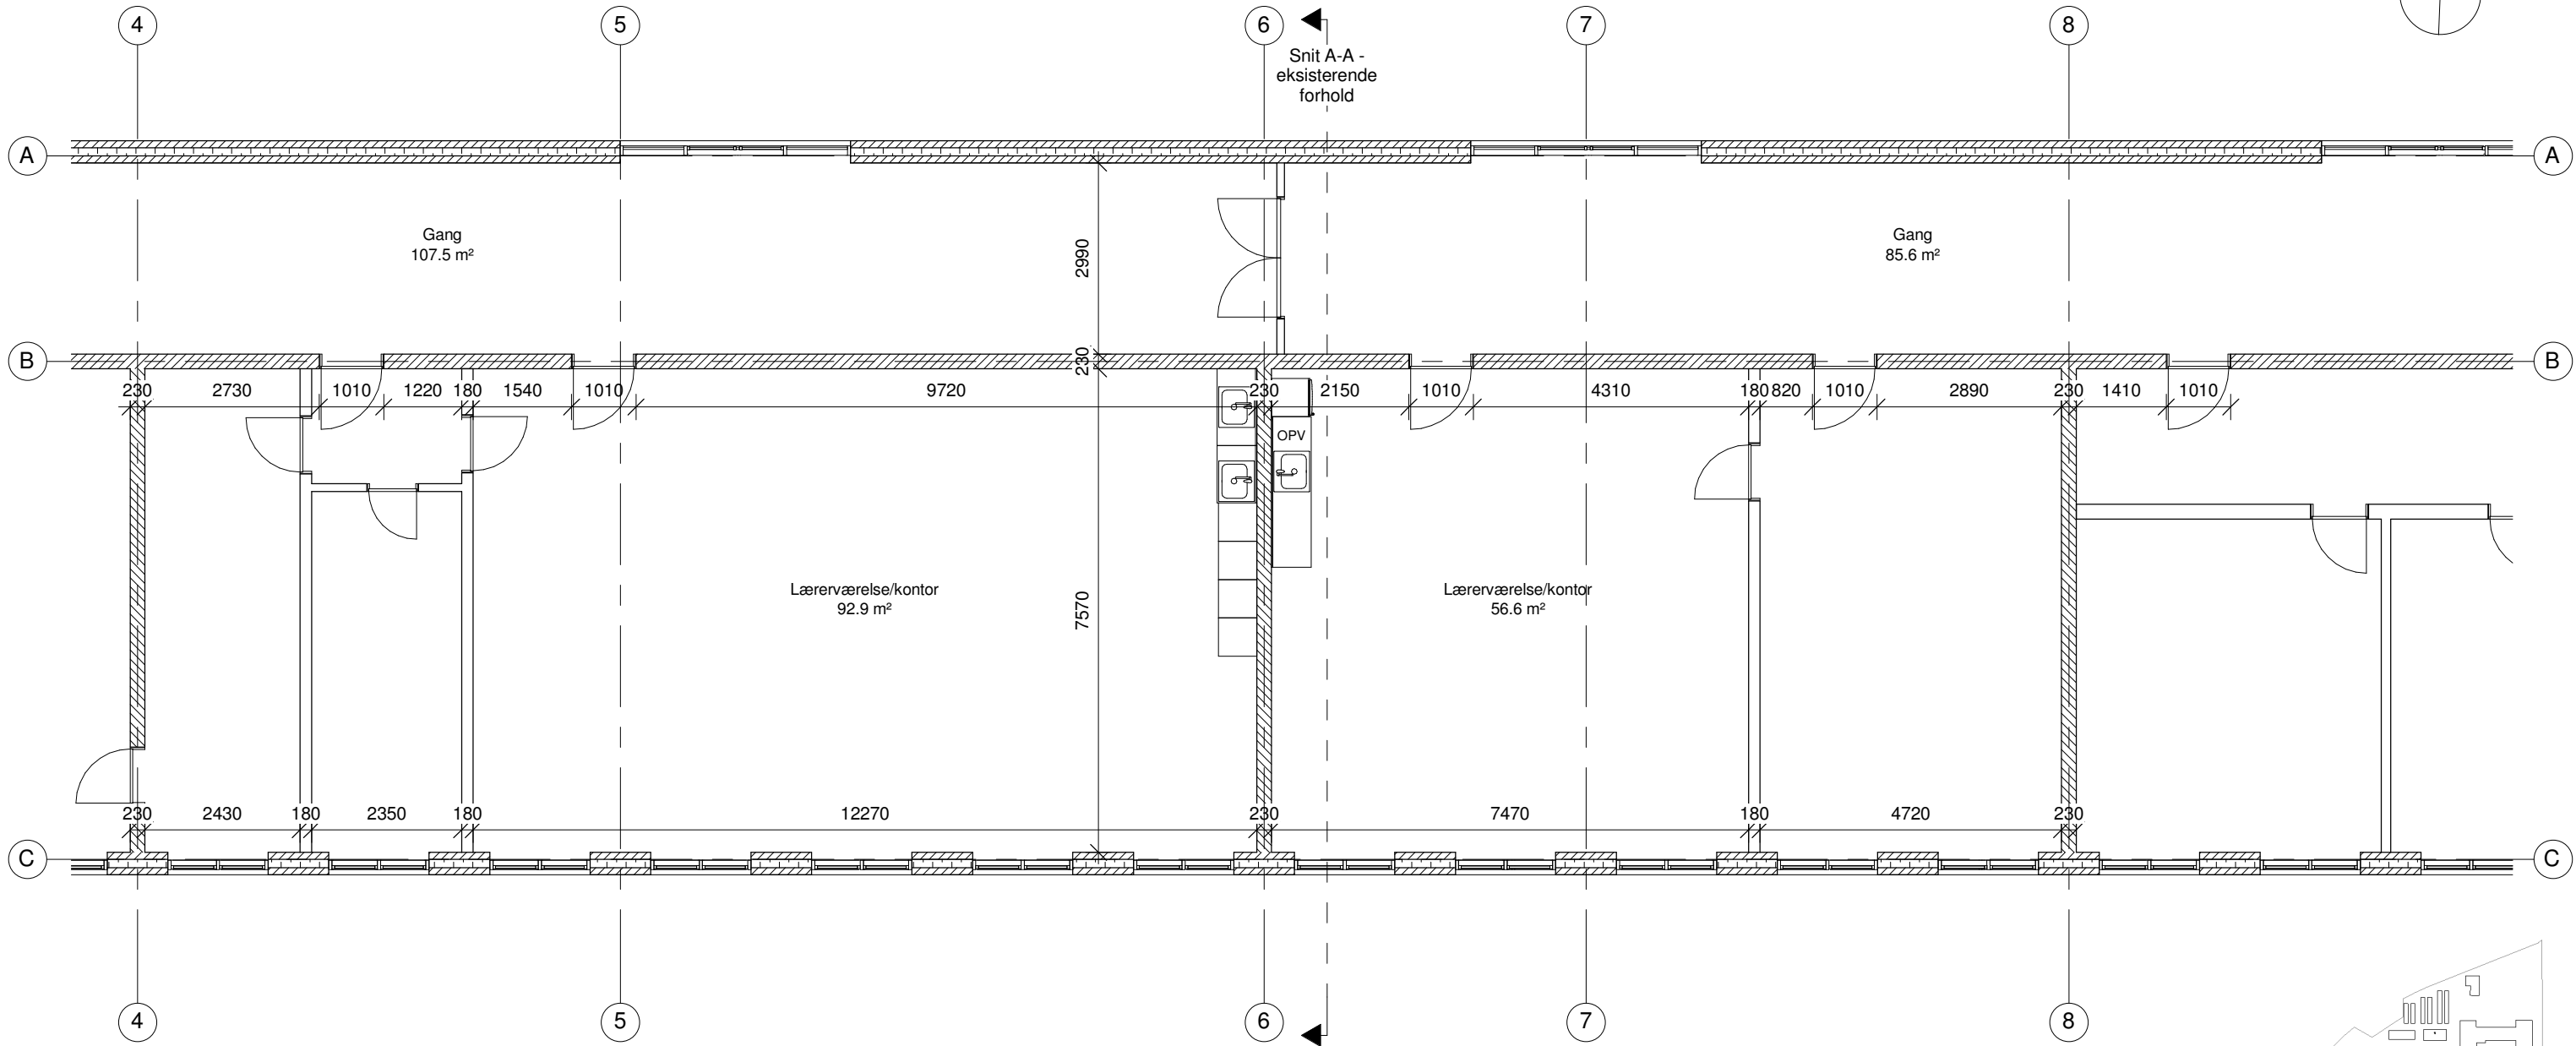 4
5
6
7
8
Snit A-A -
eksisterende
forhold
A
A
Gang
107.5 m²
2990
Gang
85.6 m²
B
B
230
230
2730
1010
1220
180
1540
1010
9720
230
2150
1010
4310
180
820
1010
2890
230
1410
1010
OPV
Lærerværelse/kontor
92.9 m²
7570
Lærerværelse/kontor
56.6 m²
230
2430
180
2350
180
12270
230
7470
180
4720
230
C
C
4
5
6
7
8